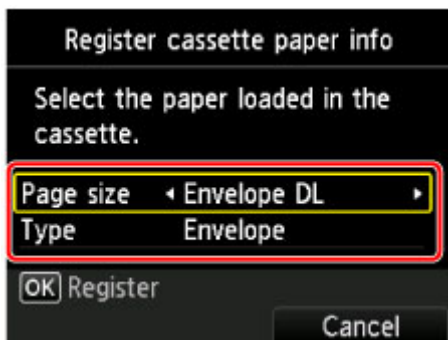 Register cassette paper info
Select the paper loaded in the
cassette.
Page size Envelope DL
Type Envelope
OK Register
Cancel